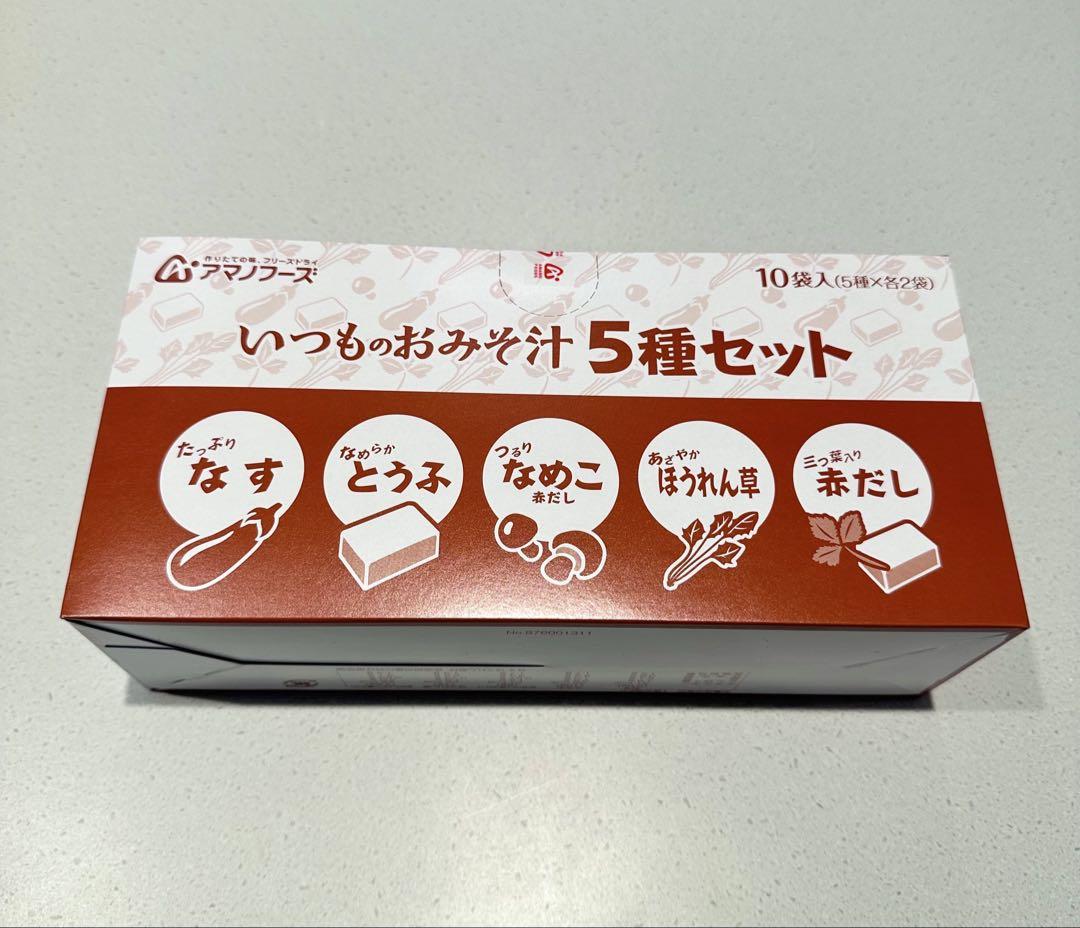 作りたての味、フリーズドライ
アマノフーズ
10袋入(5種×各2袋)
いつものおみそ汁 5種セット
たっぷり
なす
なめらか
とうふ
つるり
なめこ
赤だし
あざやか
ほうれん草
三つ葉入り
赤だし
No.876001311